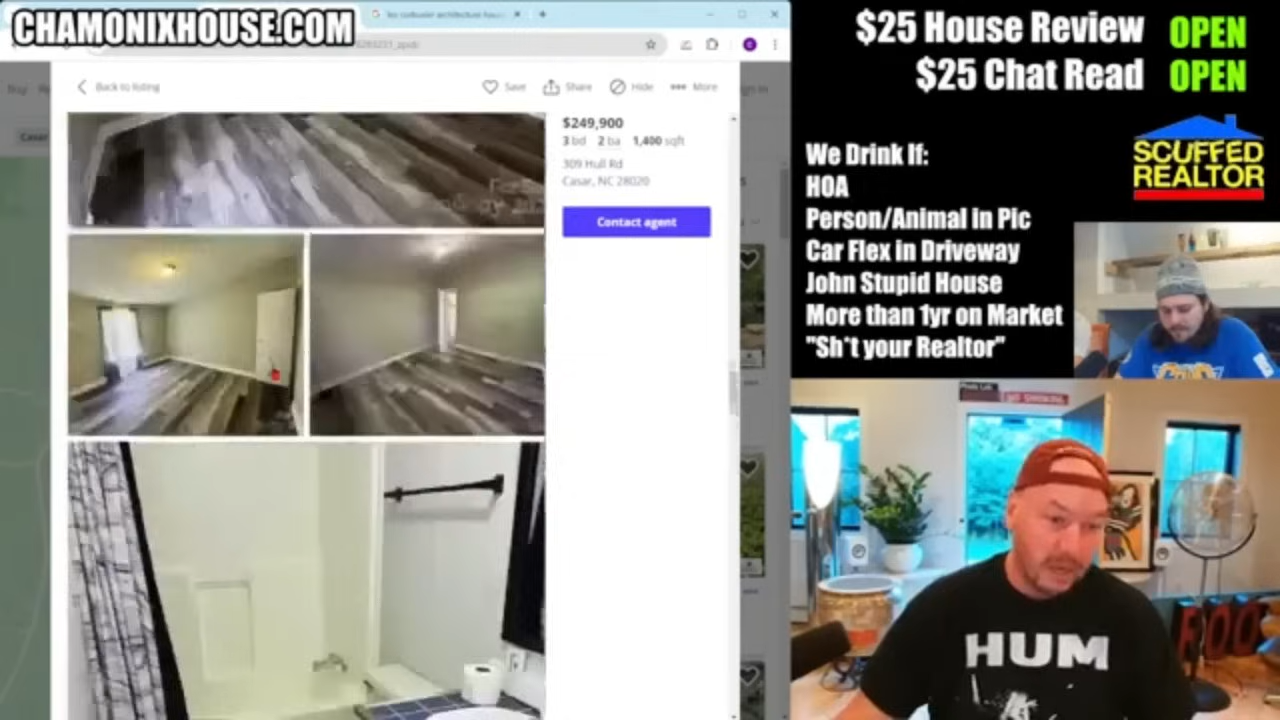 CHAMONIXHOUSE.COM
Back to listing
Save
Share
Hide
More
$249,900
3 bd 2 ba 1,400 sqft
309 Hull Rd
Casar, NC 28020
Contact agent
Casar
$25 House Review OPEN
$25 Chat Read OPEN
We Drink If:
HOA
Person/Animal in Pic
Car Flex in Driveway
John Stupid House
More than 1yr on Market
"Sh*t your Realtor"
SCUFFED
REALTOR
NO SMOKING
HUM